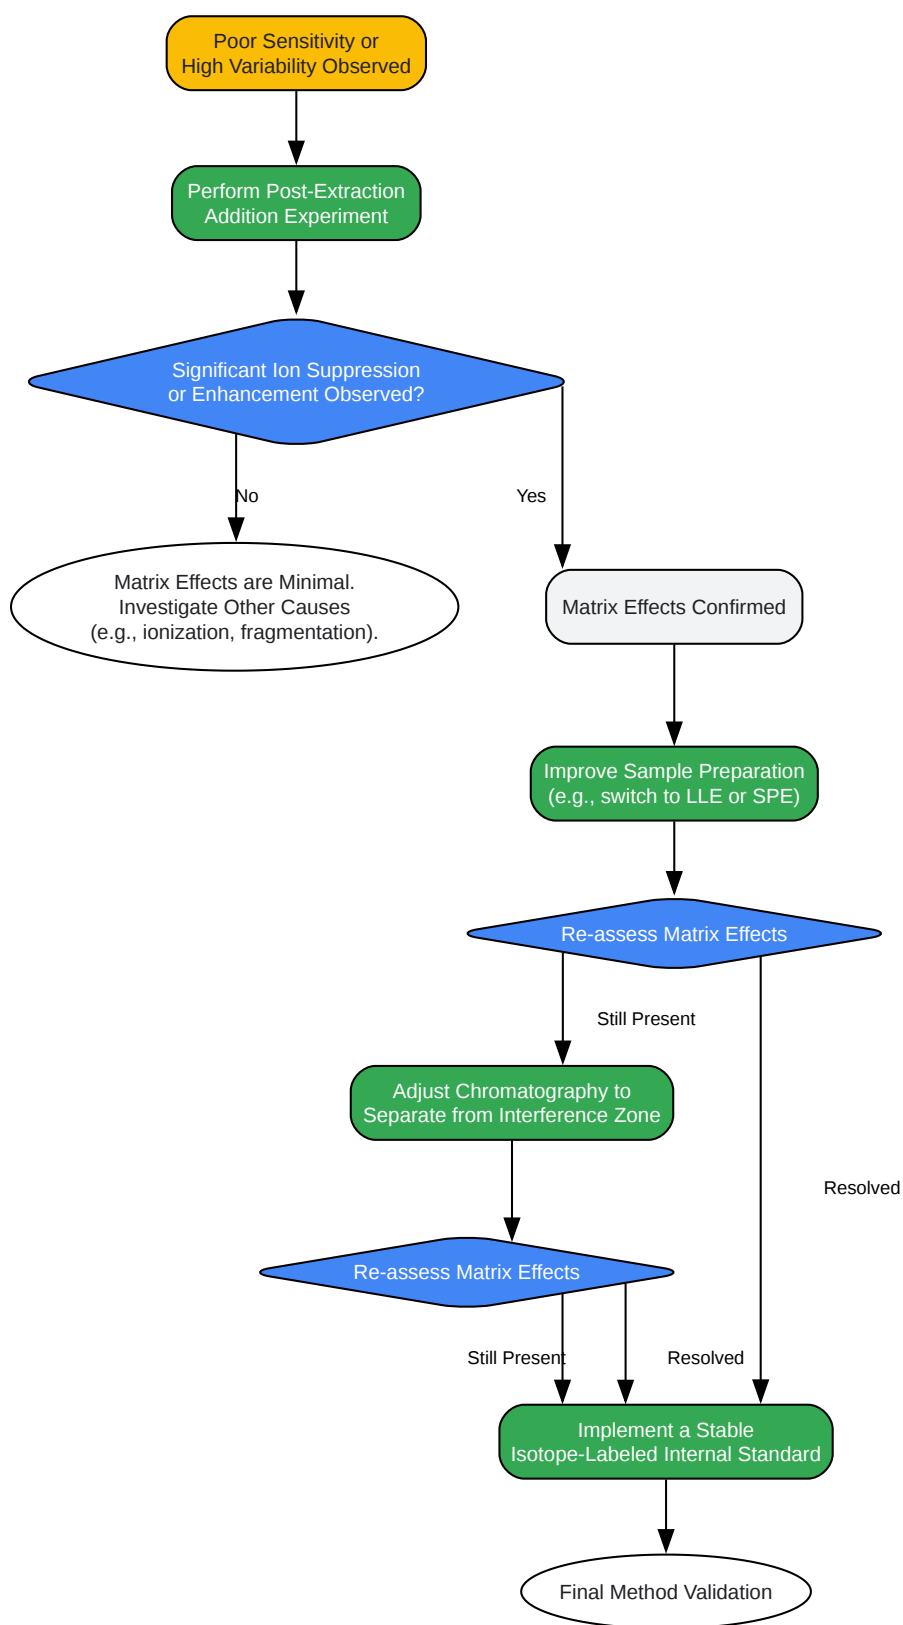 Poor Sensitivity or
High Variability Observed
Perform Post-Extraction
Addition Experiment
Significant Ion Suppression
or Enhancement Observed?
No
Yes
Matrix Effects are Minimal.
Investigate Other Causes
(e.g., ionization, fragmentation).
Matrix Effects Confirmed
Improve Sample Preparation
(e.g., switch to LLE or SPE)
Re-assess Matrix Effects
Still Present
Adjust Chromatography to
Separate from Interference Zone
Resolved
Re-assess Matrix Effects
Still Present
Resolved
Implement a Stable
Isotope-Labeled Internal Standard
Final Method Validation